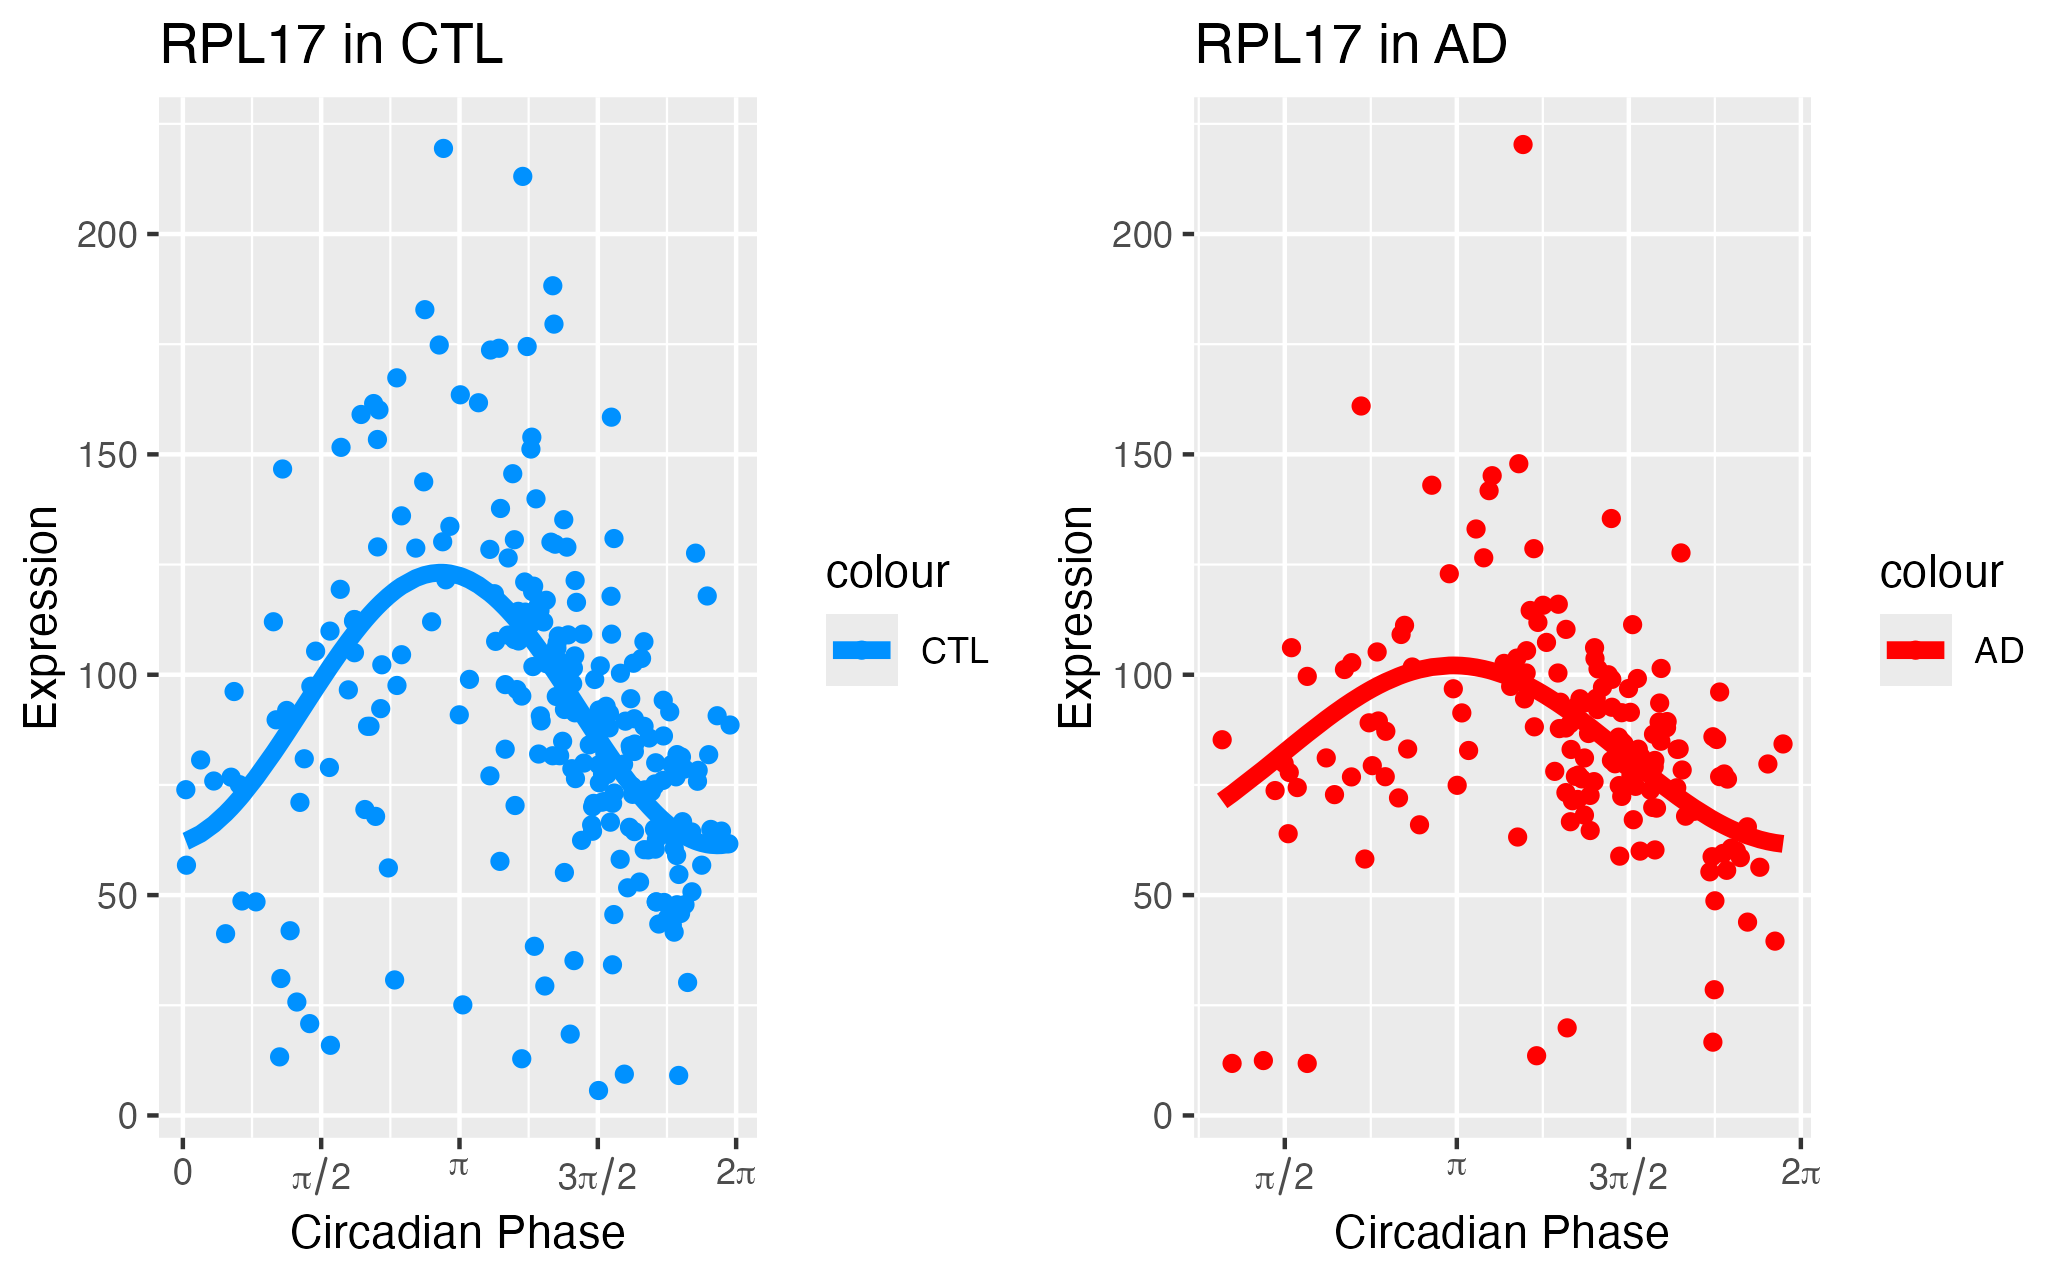 RPL17 in CTL
Expression
200
150
100
50
0
0 π/2 π 3π/2 2π
Circadian Phase
colour
CTL
RPL17 in AD
Expression
200
150
100
50
0
π/2 π 3π/2 2π
Circadian Phase
colour
AD